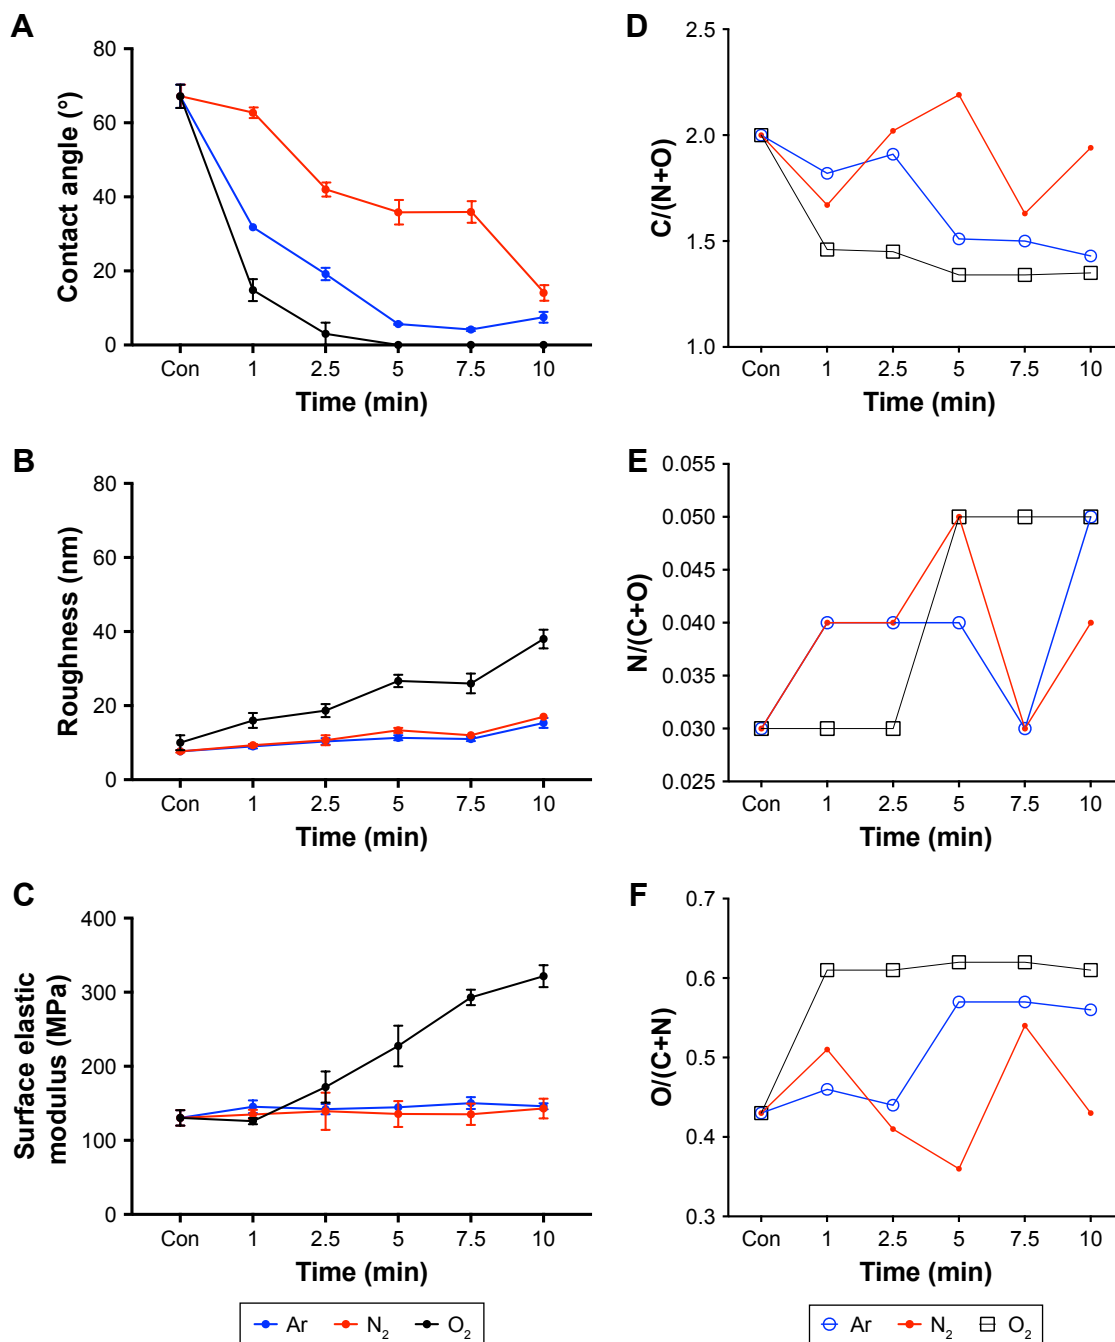 A
80
60
40
20
0
Contact angle (°)
Con 1 2.5 5 7.5 10
Time (min)
B
80
60
40
20
0
Roughness (nm)
Con 1 2.5 5 7.5 10
Time (min)
C
400
300
200
100
0
Surface elastic
modulus (MPa)
Con 1 2.5 5 7.5 10
Time (min)
Ar N₂ O₂
D
2.5
2.0
1.5
1.0
C/(N+O)
Con 1 2.5 5 7.5 10
Time (min)
E
0.055
0.050
0.045
0.040
0.035
0.030
0.025
N/(C+O)
Con 1 2.5 5 7.5 10
Time (min)
F
0.7
0.6
0.5
0.4
0.3
O/(C+N)
Con 1 2.5 5 7.5 10
Time (min)
Ar N₂ O₂